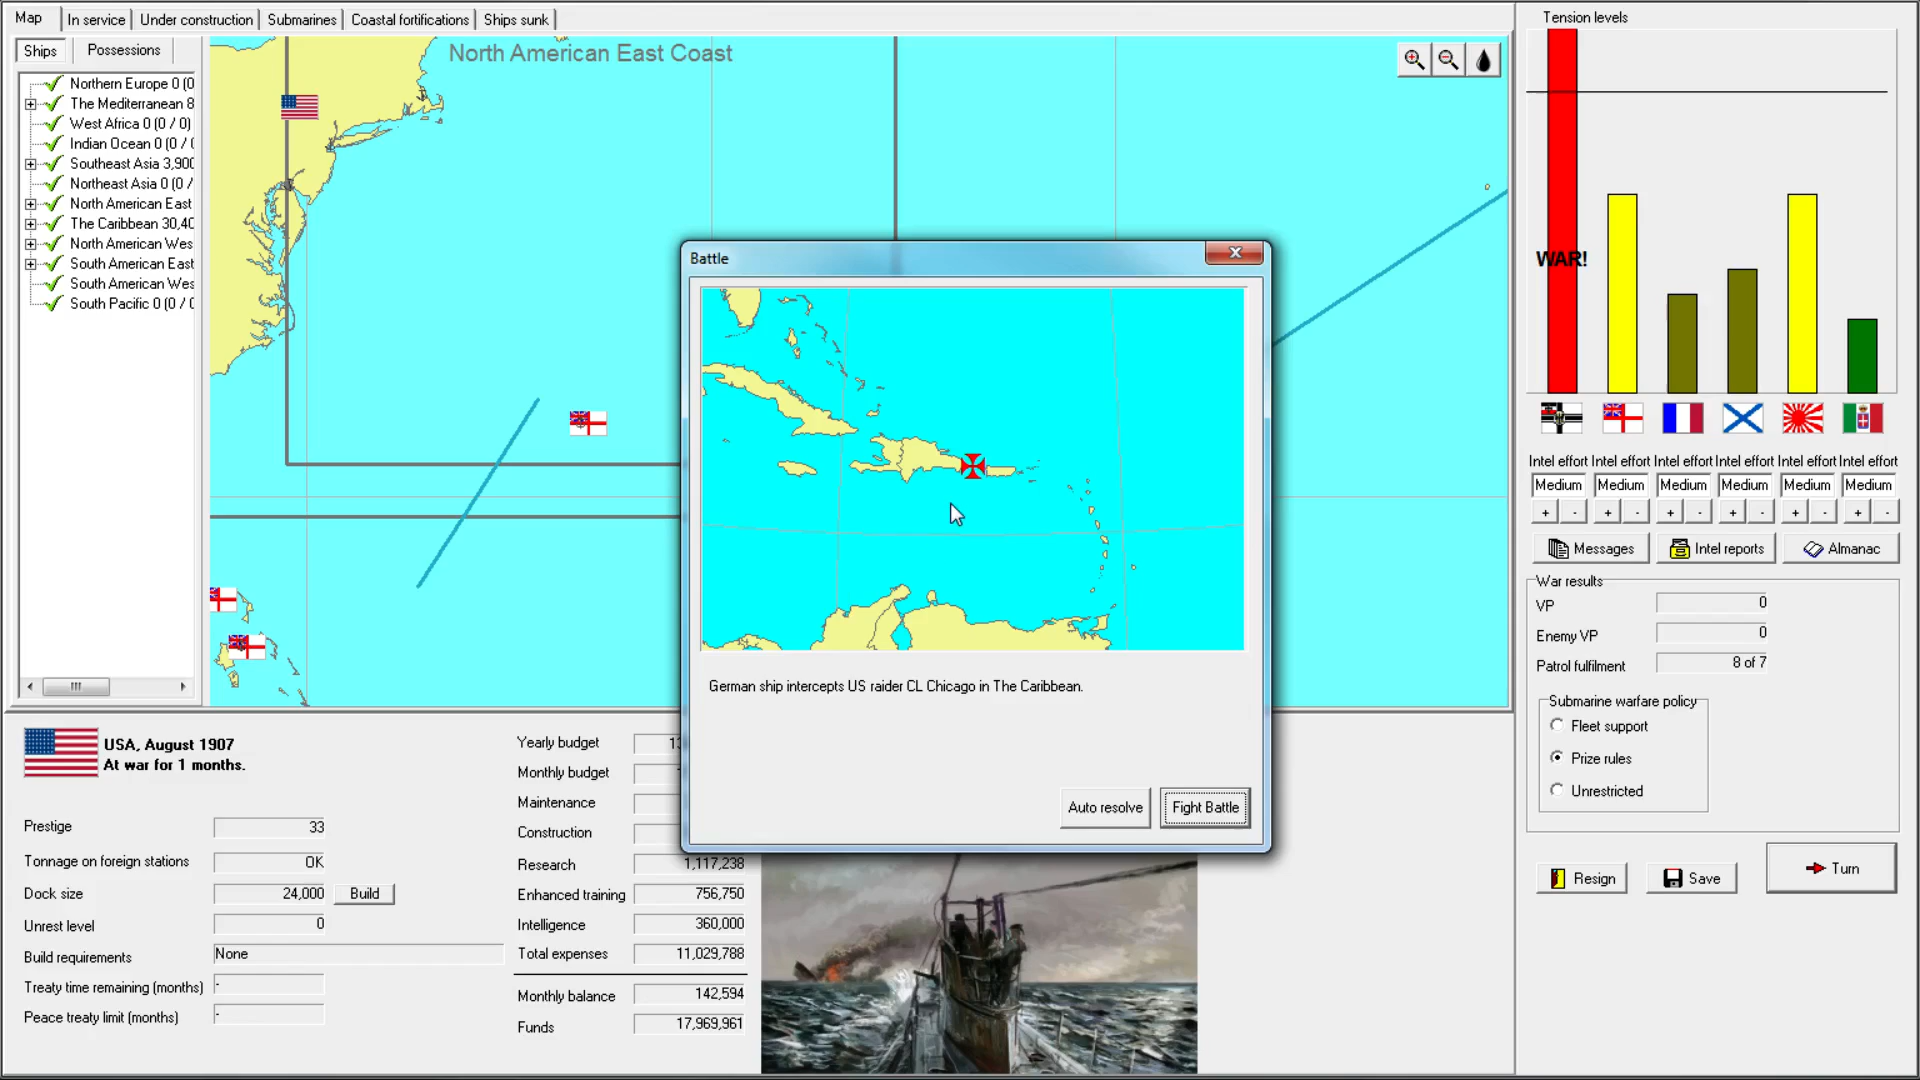 Map
In service
Under construction
Submarines
Coastal fortifications
Ships sunk
Ships
Possessions
Northern Europe 0 (0
The Mediterranean 8
West Africa 0 (0 / 0)
Indian Ocean 0 (0 / (
Southeast Asia 3,900
Northeast Asia 0 (0 /
North American East
The Caribbean 30,40
North American Wes
South American East
South American Wes
South Pacific 0 (0 / 0
North American East Coast
Battle
German ship intercepts US raider CL Chicago in The Caribbean.
Auto resolve
Fight Battle
Tension levels
WAR!
Intel effort Intel effort Intel effort Intel effort Intel effort Intel effort
Medium Medium Medium Medium Medium Medium
+ - + - + - + - + - + -
Messages
Intel reports
Almanac
War results
VP 0
Enemy VP 0
Patrol fulfilment 8 of 7
Submarine warfare policy
Fleet support
Prize rules
Unrestricted
Resign
Save
Turn
USA, August 1907
At war for 1 months.
Prestige 33
Tonnage on foreign stations OK
Dock size 24,000 Build
Unrest level 0
Build requirements None
Treaty time remaining (months) -
Peace treaty limit (months) -
Yearly budget
Monthly budget
Maintenance
Construction
Research 1,117,238
Enhanced training 756,750
Intelligence 360,000
Total expenses 11,029,788
Monthly balance 142,594
Funds 17,969,961